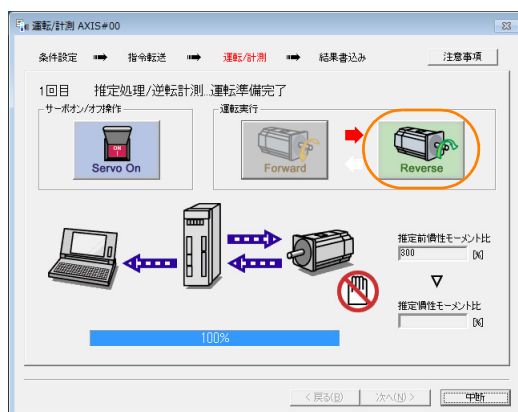 運転/計測 AXIS#00
条件設定 指令転送 運転/計測 結果書込み 注意事項
1回目 推定処理/逆転計測..運転準備完了
サーボオン/オフ操作 運転実行
ON
Servo On Forward Reverse
推定前慣性モーメント比
300 [%]
▽
推定慣性モーメント比
[%]
100%
< 戻る(B) 次へ(N) > 中断